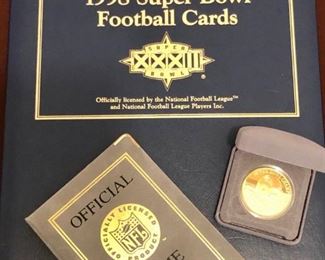 1998 Super Bowl
Football Cards
SUPER
XXXIII
BOWL
Officially licensed by the National Football League™
and National Football League Players Inc.
OFFICIAL
OFFICIALLY LICENSED
NFL
PRODUCT